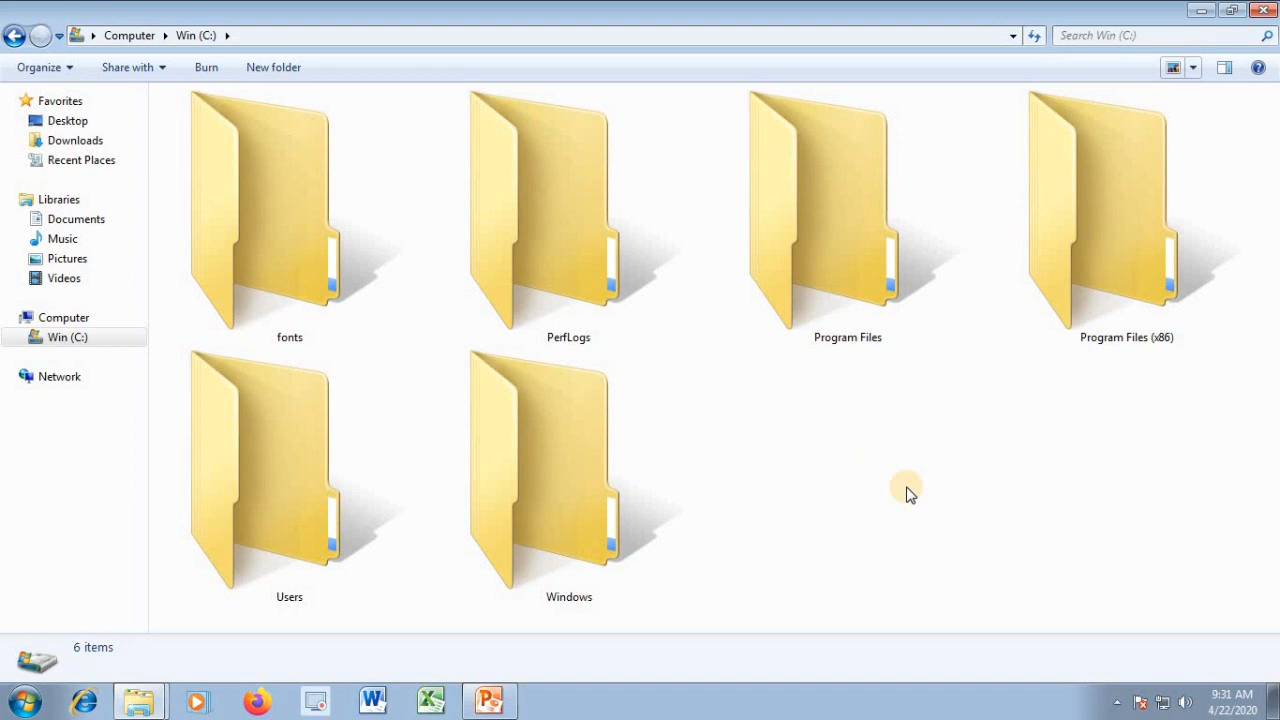 Computer Win (C:)
Search Win (C:)
Organize Share with Burn New folder
Favorites
Desktop
Downloads
Recent Places
Libraries
Documents
Music
Pictures
Videos
Computer
Win (C:)
Network
fonts PerfLogs Program Files Program Files (x86)
Users Windows
6 items
9:31 AM
4/22/2020